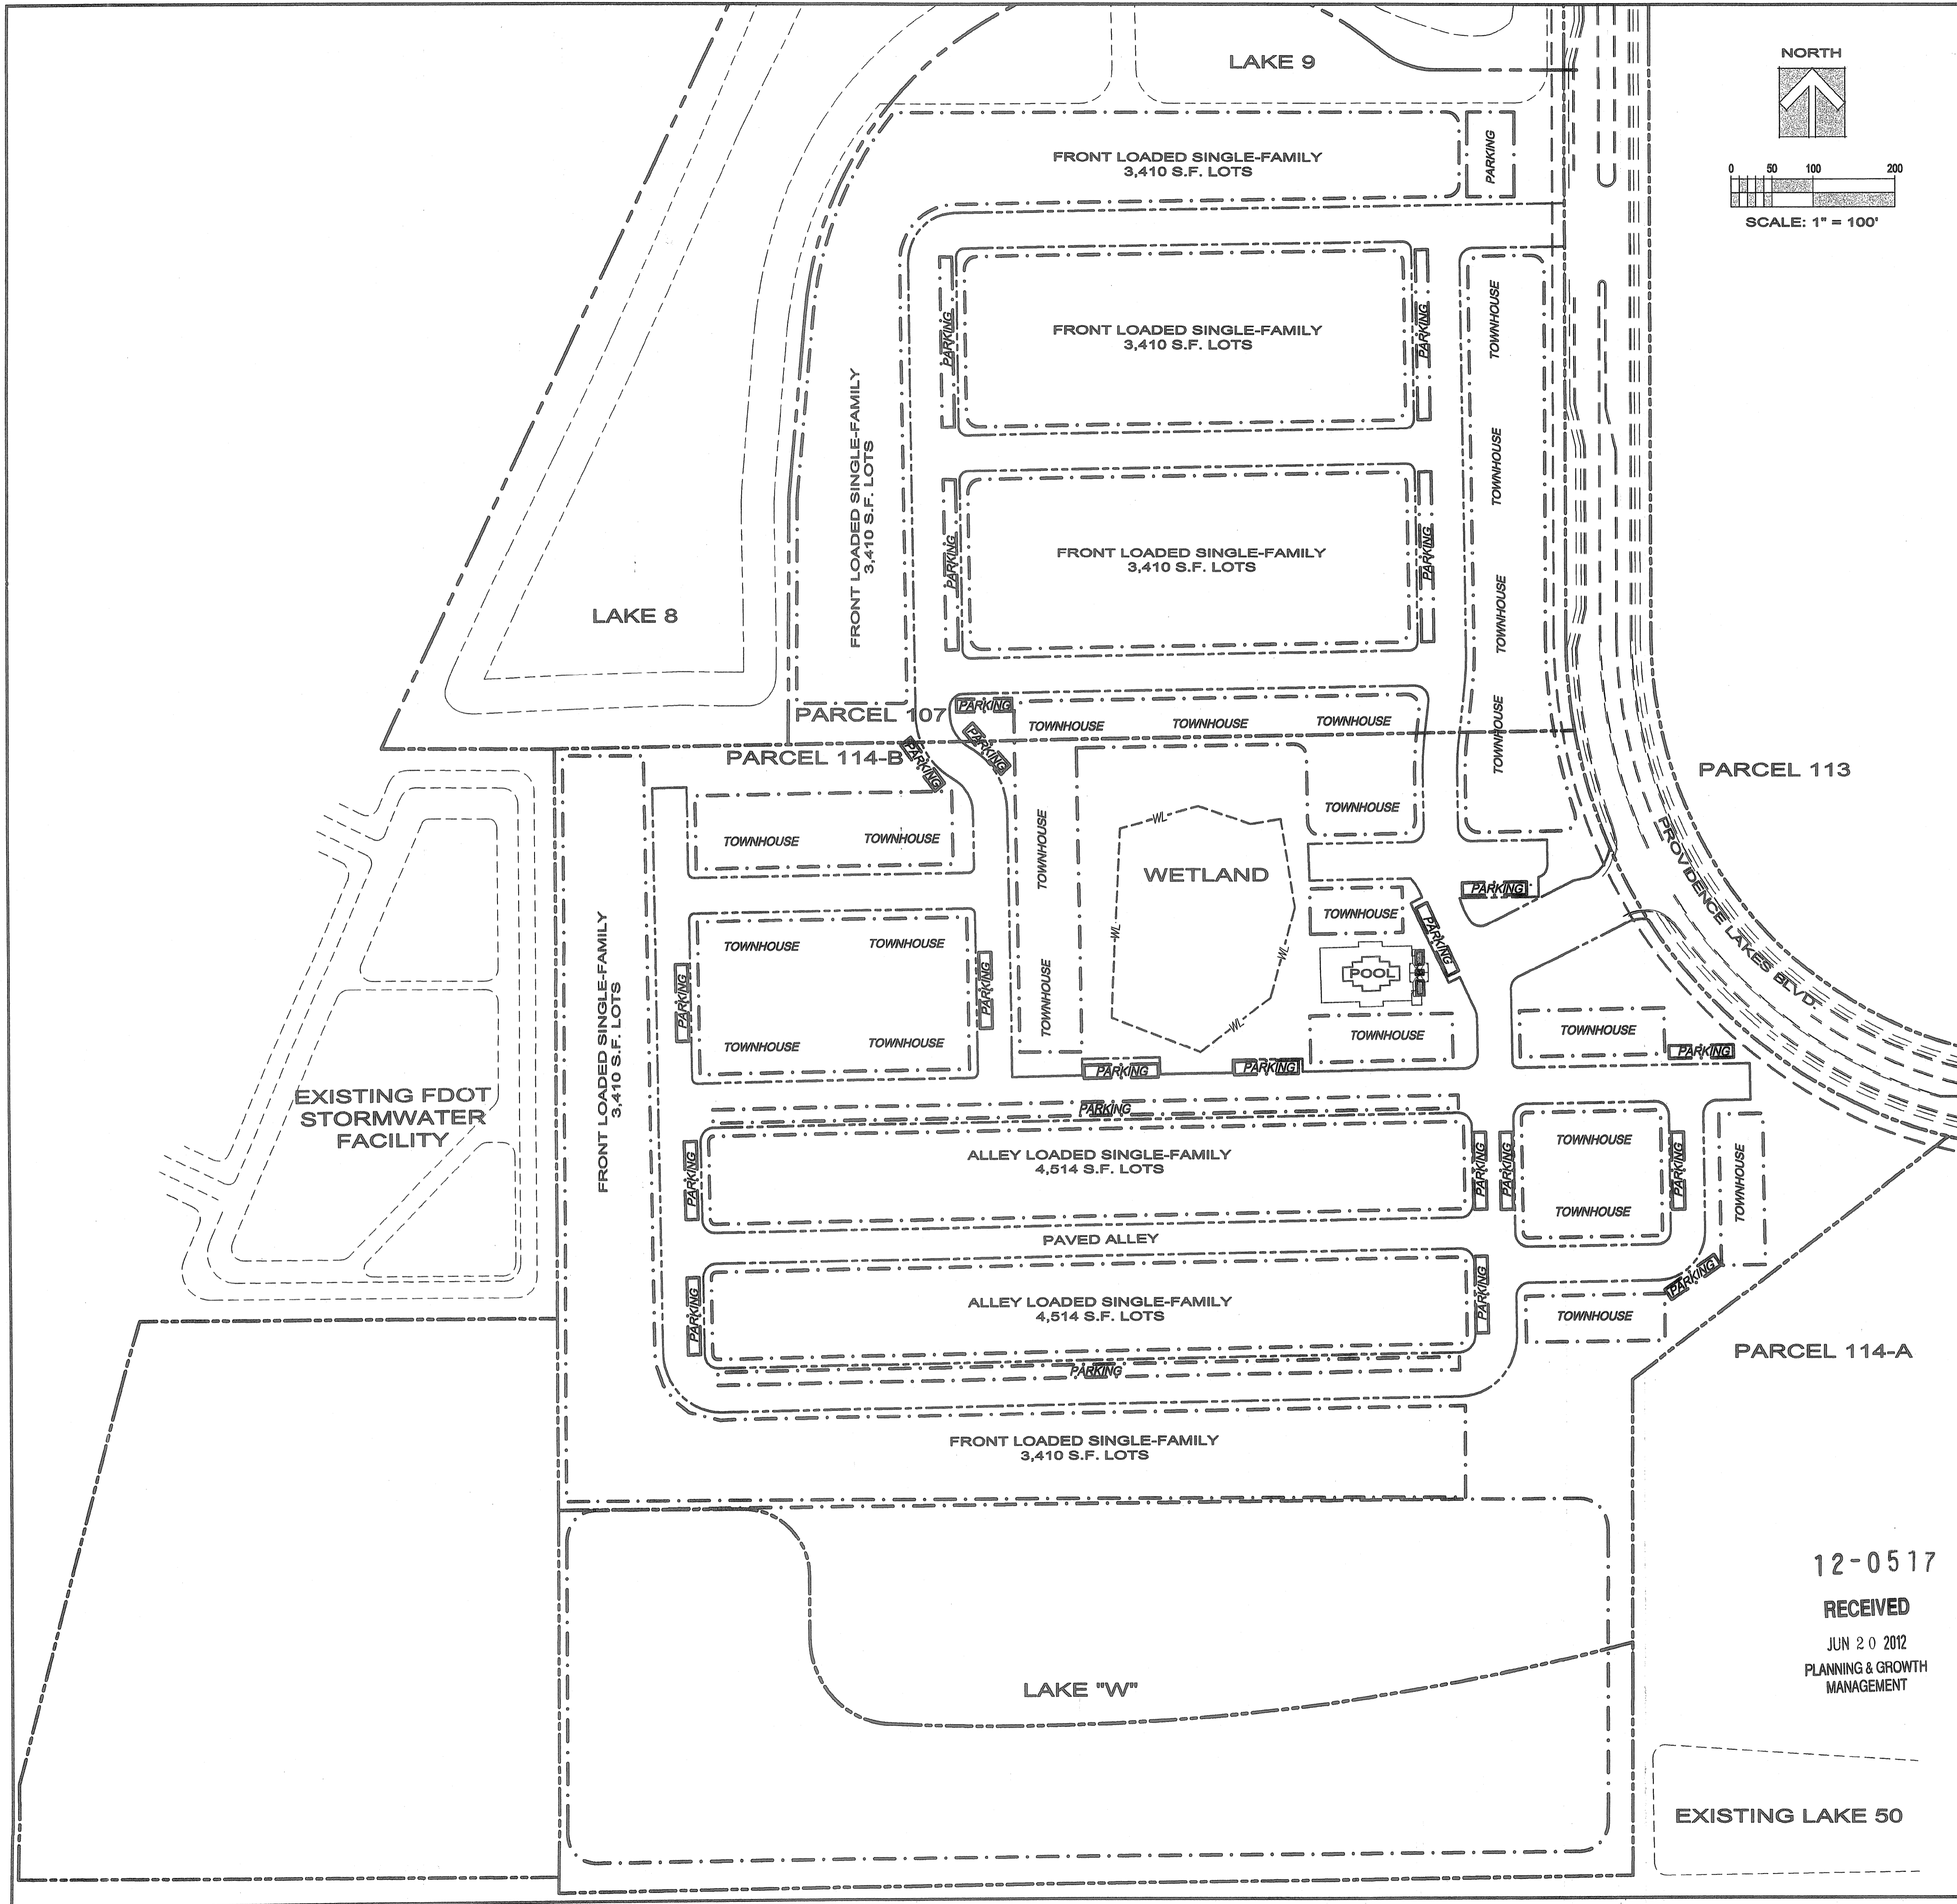 LAKE 9
NORTH
0 50 100 200
SCALE: 1" = 100'
FRONT LOADED SINGLE-FAMILY
3,410 S.F. LOTS
PARKING
FRONT LOADED SINGLE-FAMILY
3,410 S.F. LOTS
PARKING
PARKING
TOWNHOUSE
TOWNHOUSE
TOWNHOUSE
TOWNHOUSE
FRONT LOADED SINGLE-FAMILY
3,410 S.F. LOTS
FRONT LOADED SINGLE-FAMILY
3,410 S.F. LOTS
PARKING
PARKING
LAKE 8
PARCEL 107
PARKING
PARKING
PARKING
TOWNHOUSE
TOWNHOUSE
TOWNHOUSE
PARCEL 114-B
PARCEL 113
PROVIDENCE LAKES BLVD.
TOWNHOUSE
TOWNHOUSE
TOWNHOUSE
TOWNHOUSE
TOWNHOUSE
WL
WETLAND
WL
WL
WL
TOWNHOUSE
PARKING
PARKING
POOL
TOWNHOUSE
TOWNHOUSE
TOWNHOUSE
TOWNHOUSE
TOWNHOUSE
PARKING
PARKING
FRONT LOADED SINGLE-FAMILY
3,410 S.F. LOTS
TOWNHOUSE
PARKING
PARKING
PARKING
PARKING
EXISTING FDOT
STORMWATER
FACILITY
ALLEY LOADED SINGLE-FAMILY
4,514 S.F. LOTS
PARKING
PARKING
PARKING
TOWNHOUSE
TOWNHOUSE
PARKING
TOWNHOUSE
PAVED ALLEY
ALLEY LOADED SINGLE-FAMILY
4,514 S.F. LOTS
PARKING
PARKING
PARKING
TOWNHOUSE
PARKING
PARCEL 114-A
FRONT LOADED SINGLE-FAMILY
3,410 S.F. LOTS
12-0517
RECEIVED
JUN 20 2012
PLANNING & GROWTH
MANAGEMENT
LAKE "W"
EXISTING LAKE 50